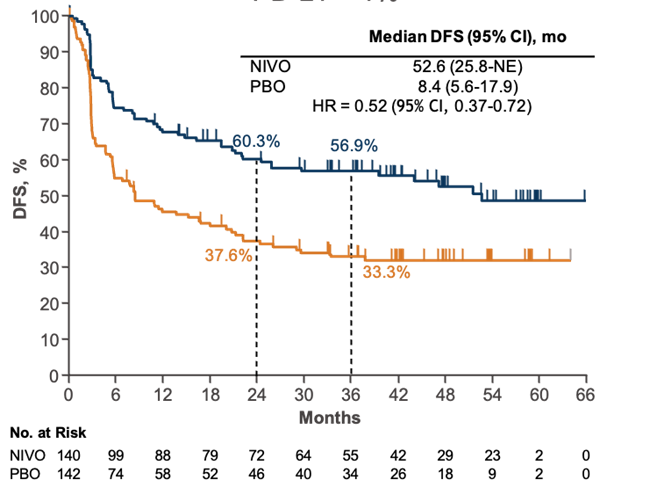 100
90
80
70
60
50
40
30
20
10
0
DFS, %
Median DFS (95% CI), mo
NIVO 52.6 (25.8-NE)
PBO 8.4 (5.6-17.9)
HR = 0.52 (95% CI, 0.37-0.72)
60.3%
56.9%
37.6%
33.3%
0 6 12 18 24 30 36 42 48 54 60 66
Months
No. at Risk
NIVO 140 99 88 79 72 64 55 42 29 23 2 0
PBO 142 74 58 52 46 40 34 26 18 9 2 0